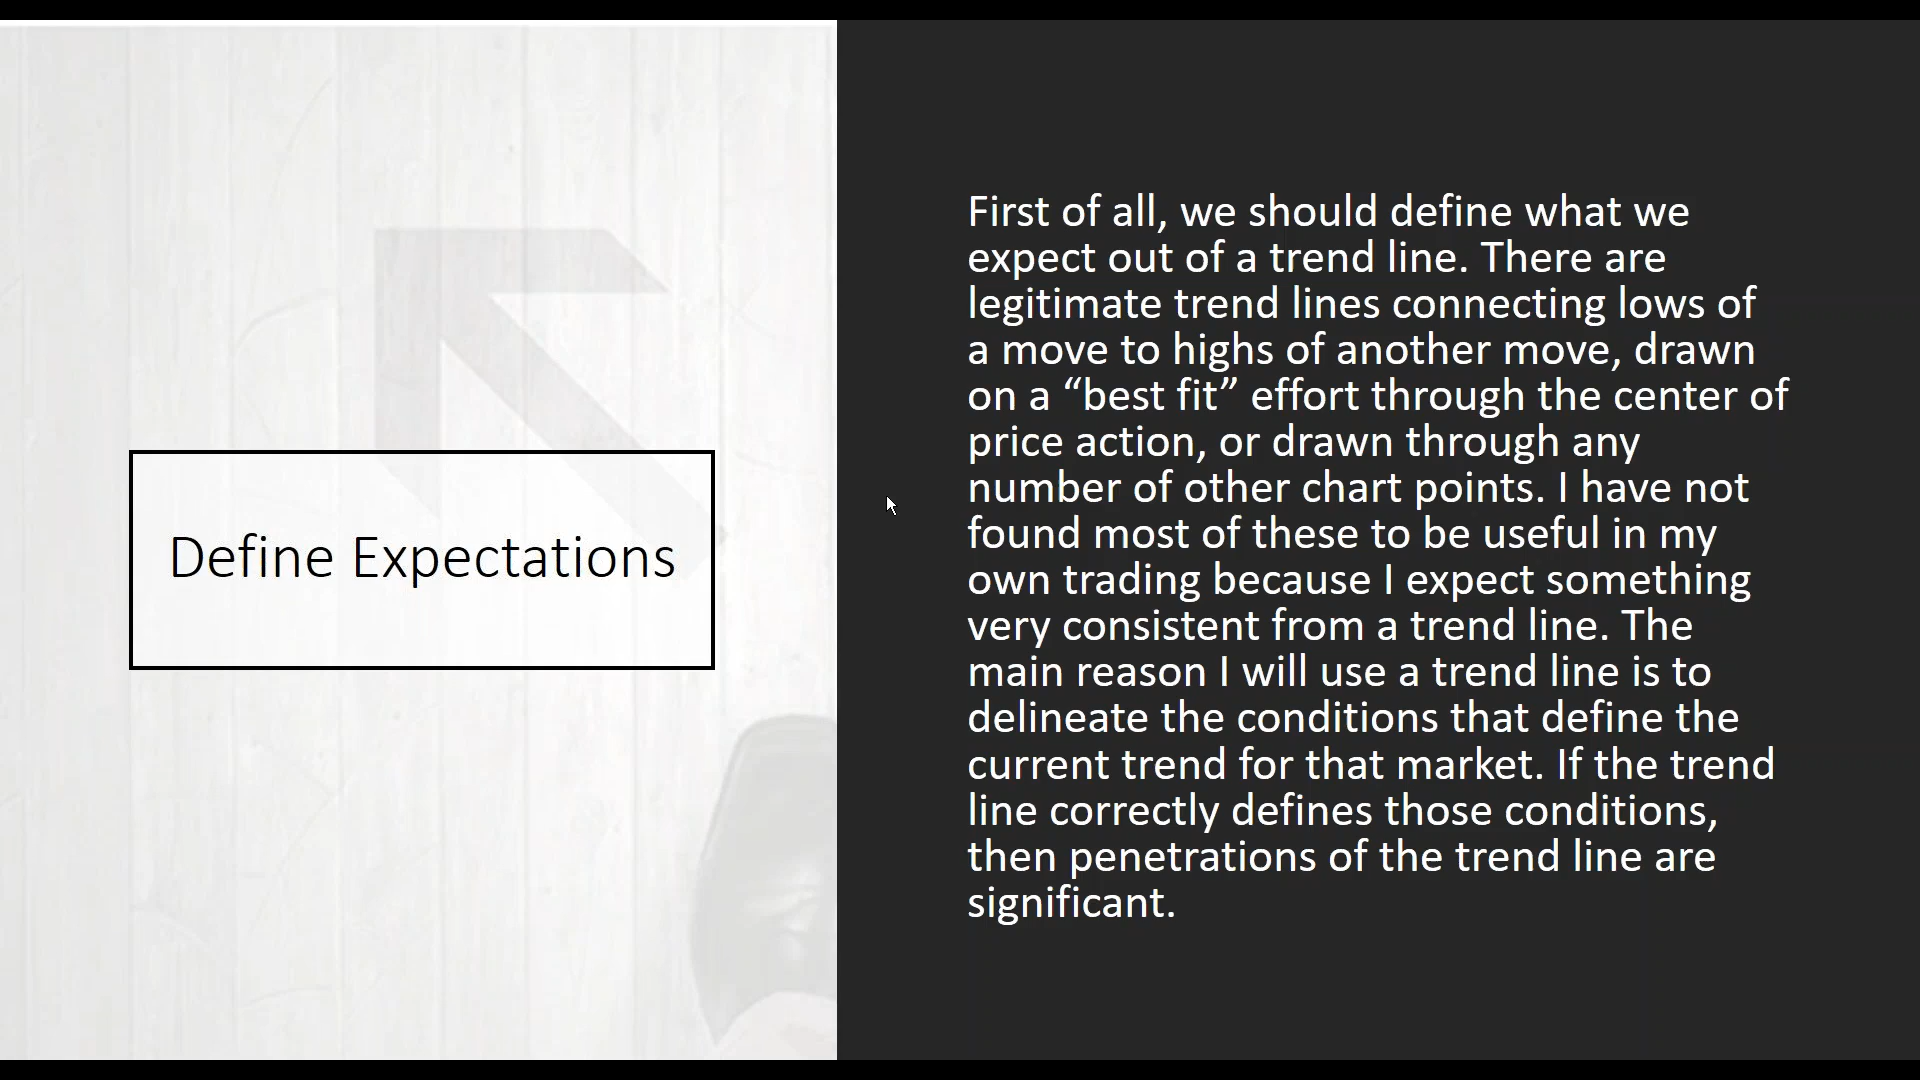 Define Expectations
First of all, we should define what we
expect out of a trend line. There are
legitimate trend lines connecting lows of
a move to highs of another move, drawn
on a “best fit” effort through the center of
price action, or drawn through any
number of other chart points. I have not
found most of these to be useful in my
own trading because I expect something
very consistent from a trend line. The
main reason I will use a trend line is to
delineate the conditions that define the
current trend for that market. If the trend
line correctly defines those conditions,
then penetrations of the trend line are
significant.